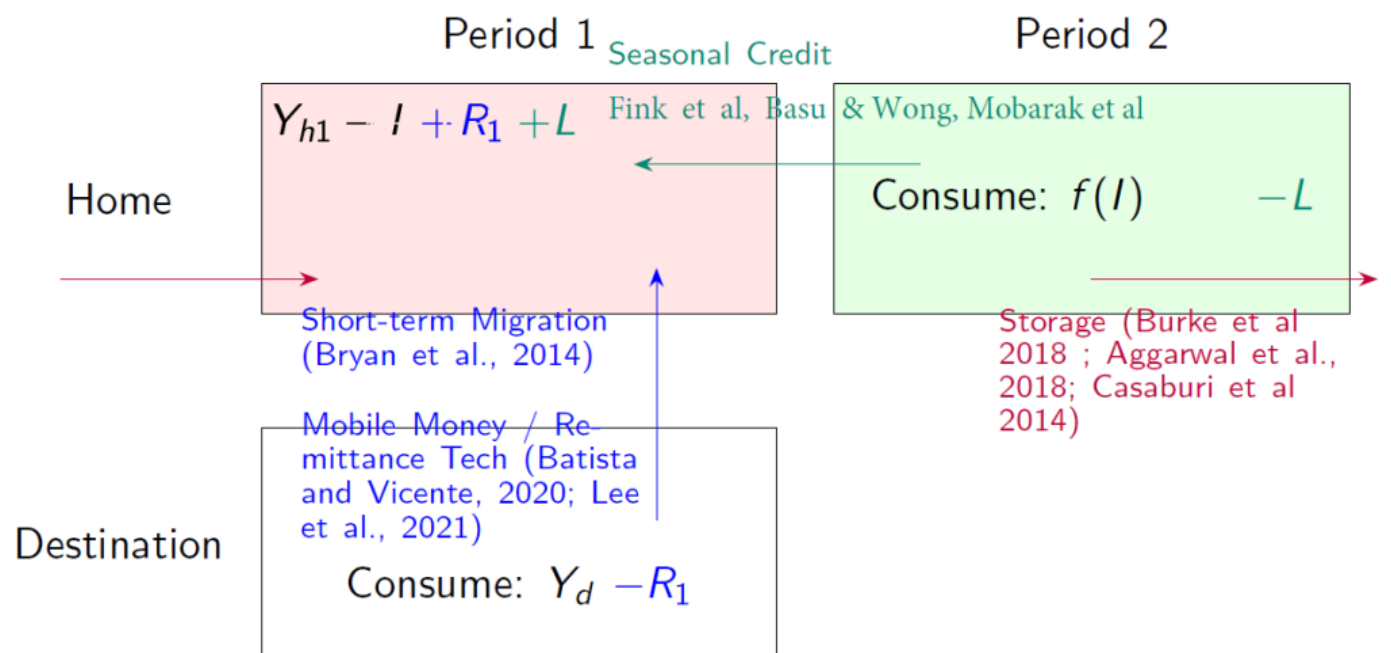 Period 1
Period 2
Seasonal Credit
Fink et al, Basu & Wong, Mobarak et al
Y_{h1} - I + R_1 + L
Home
Consume: f(I) -L
Short-term Migration
(Bryan et al., 2014)
Storage (Burke et al
2018 ; Aggarwal et al.,
2018; Casaburi et al
2014)
Mobile Money / Re-
mittance Tech (Batista
and Vicente, 2020; Lee
et al., 2021)
Destination
Consume: Y_d -R_1